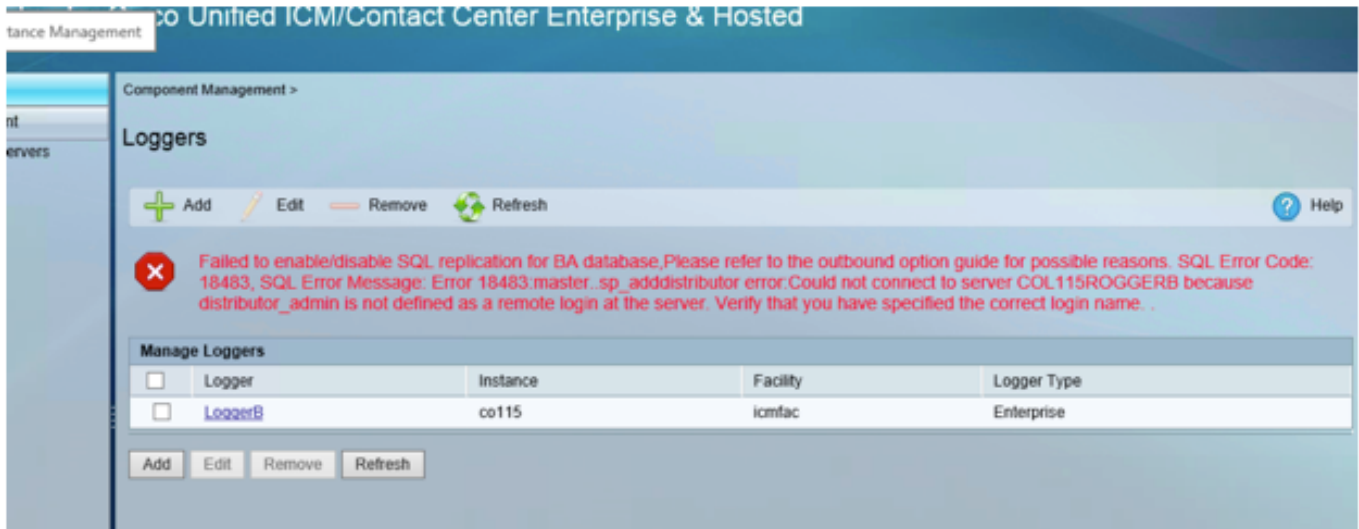 co Unified ICM/Contact Center Enterprise & Hosted
tance Management
Component Management >
nt
Loggers
ervers
Add Edit Remove Refresh Help
Failed to enable/disable SQL replication for BA database,Please refer to the outbound option guide for possible reasons. SQL Error Code:
18483, SQL Error Message: Error 18483:master..sp_adddistributor error:Could not connect to server COL115ROGGERB because
distributor_admin is not defined as a remote login at the server. Verify that you have specified the correct login name. .
Manage Loggers
Logger Instance Facility Logger Type
LoggerB co115 icmfac Enterprise
Add Edit Remove Refresh